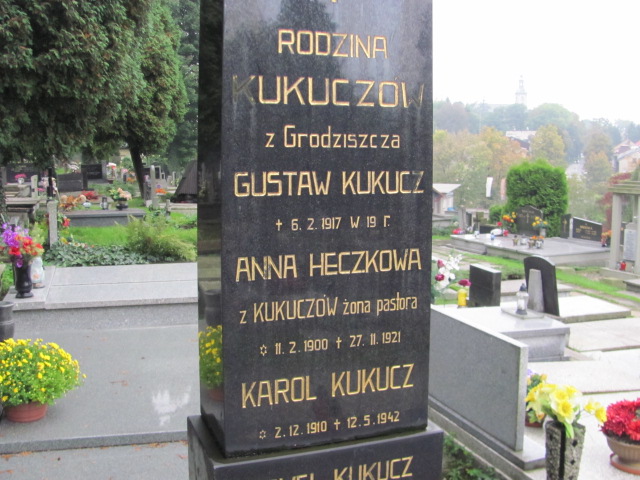 RODZINA
KUKUCZÓW
z Grodziszcza
GUSTAW KUKUCZ
✝ 6. 2. 1917 W 19 r.
ANNA HECZKOWA
z KUKUCZÓW żona pastora
☆ 11. 2. 1900 ✝ 27. 11. 1921
KAROL KUKUCZ
☆ 2. 12. 1910 ✝ 12. 5. 1942
KUKUCZ